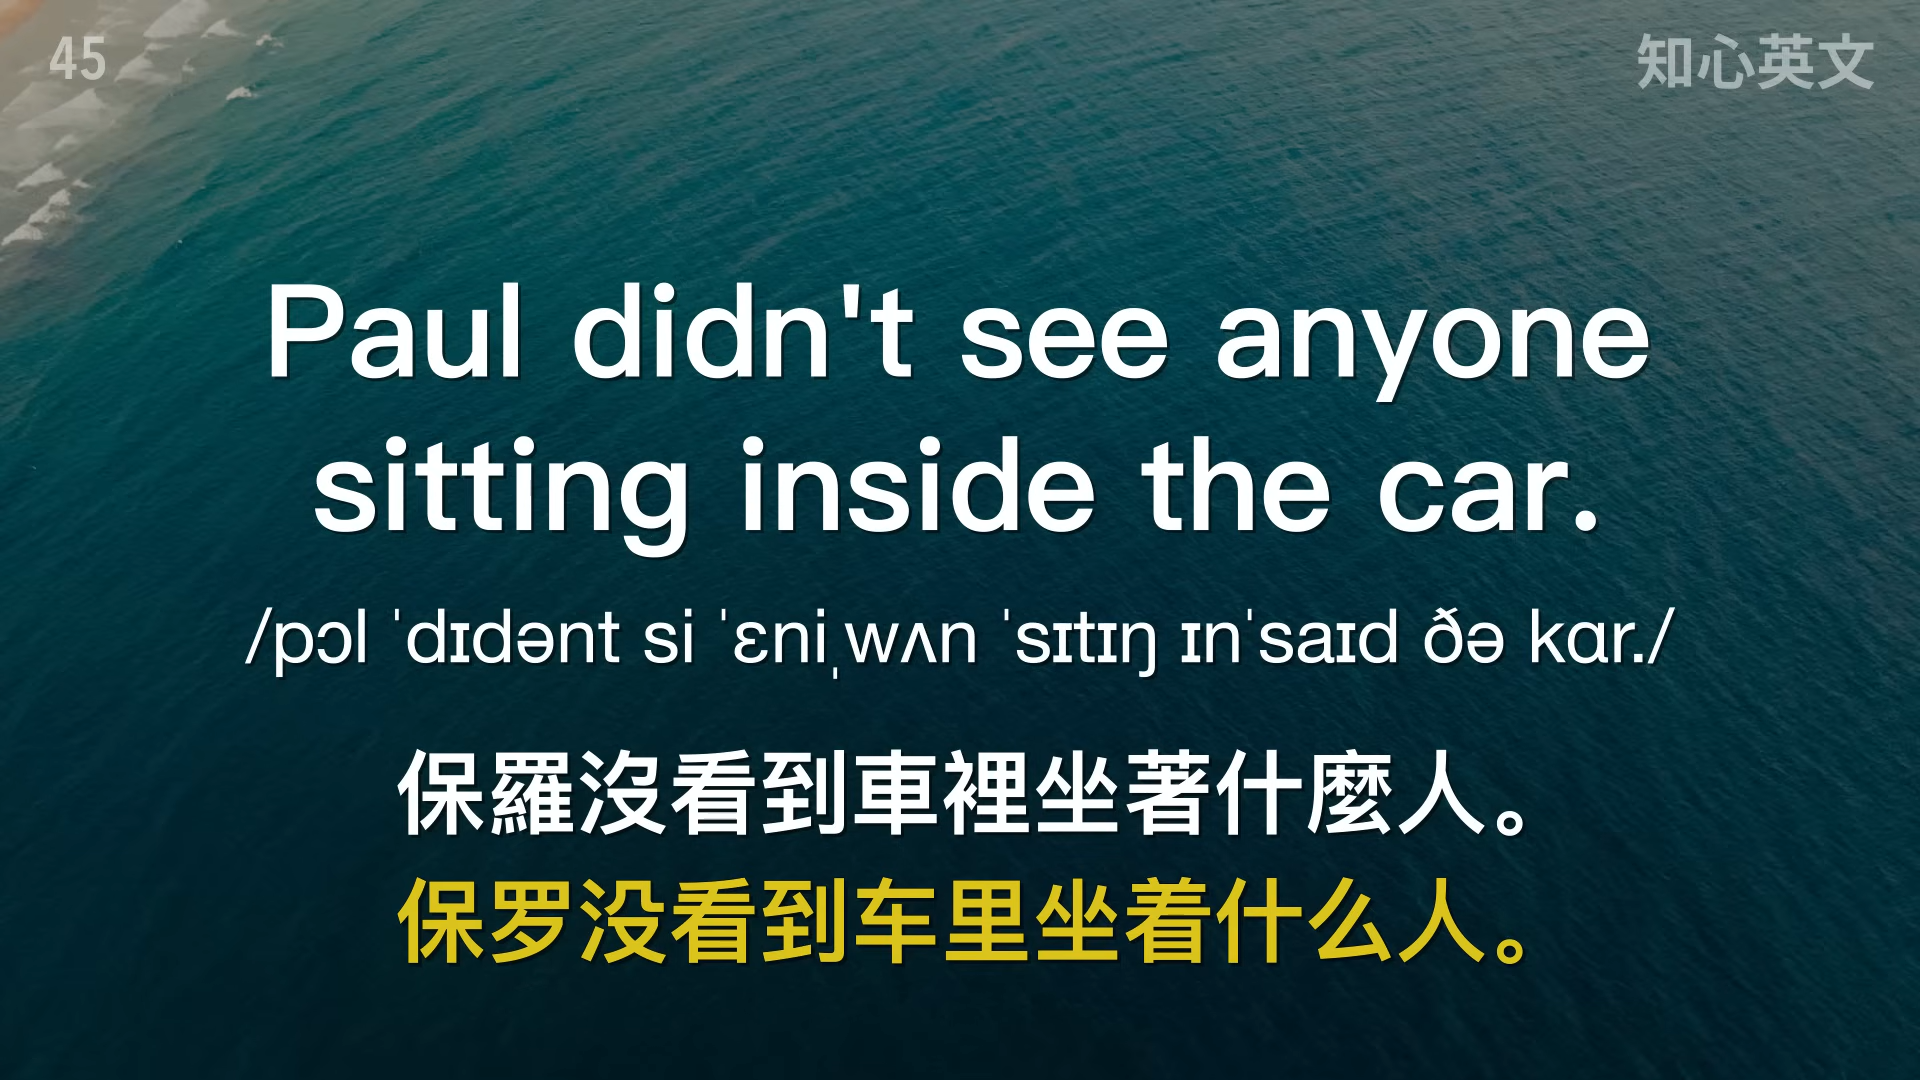 45
知心英文
Paul didn't see anyone
sitting inside the car.
/pɔl ˈdɪdənt si ˈɛniˌwʌn ˈsɪtɪŋ ɪnˈsaɪd ðə kɑr./
保羅沒看到車裡坐著什麼人。
保罗没看到车里坐着什么人。